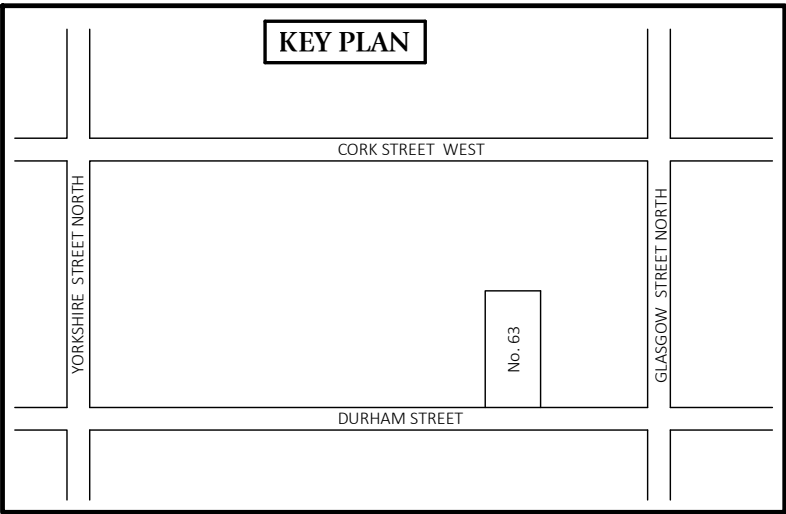 KEY PLAN
CORK STREET WEST
YORKSHIRE STREET NORTH
GLASGOW STREET NORTH
No. 63
DURHAM STREET